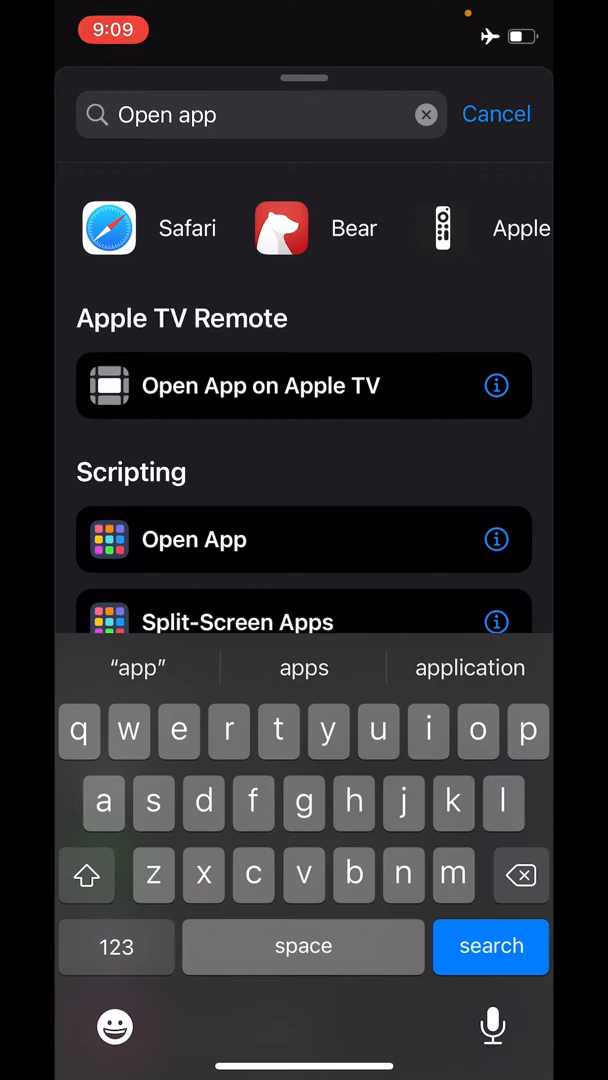 9:09
Open app
Cancel
Safari
Bear
Apple
Apple TV Remote
Open App on Apple TV
Scripting
Open App
Split-Screen Apps
“app”
apps
application
q w e r t y u i o p
a s d f g h j k l
z x c v b n m
123
space
search